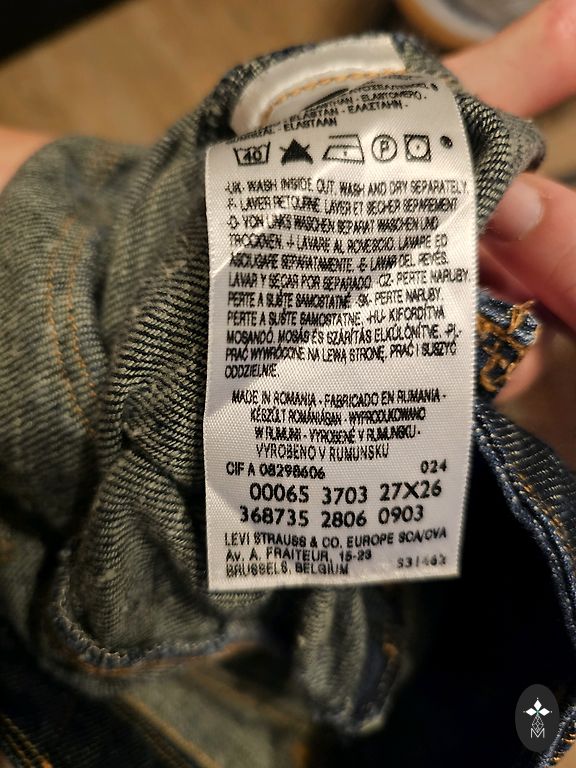 ELASTHAN - ELASTOMERO -
ELASTAN - ΕΛΑΣΤΑΝΗ -
ELASTAAN
40 P
-UK- WASH INSIDE OUT, WASH AND DRY SEPARATELY.
-F- LAVER RETOURNE, LAVER ET SECHER SEPAREMENT
-D- VON LINKS WASCHEN SEPARAT WASCHEN UND
TROCKNEN. -I- LAVARE AL ROVESCIO. LAVARE ED
ASCIUGARE SEPARATAMENTE. -E- LAVAR DEL REVÉS.
LAVAR Y SECAR POR SEPARADO. -CZ- PERTE NARUBY.
PERTE A SUŠTE SAMOSTATNĚ. -SK- PERTE NARUBY.
PERTE A SUŠTE SAMOSTATNE. -HU- KIFORDÍTVA
MOSANDÓ. MOSÁS ÉS SZÁRÍTÁS ELKÜLÖNÍTVE. -PL-
PRAĆ WYWRÓCONE NA LEWĄ STRONĘ. PRAĆ I SUSZYĆ
ODDZIELNIE.
MADE IN ROMANIA - FABRICADO EN RUMANIA -
KÉSZÜLT ROMÁNIÁBAN - WYPRODUKOWANO
W RUMUNII - VYROBENÉ V RUMUNSKU -
VYROBENO V RUMUNSKU
CIF A 08298606 024
00065 3703 27X26
368735 2806 0903
LEVI STRAUSS & CO. EUROPE SCA/CVA
Av. A. FRAITEUR, 15-23
BRUSSELS, BELGIUM
M